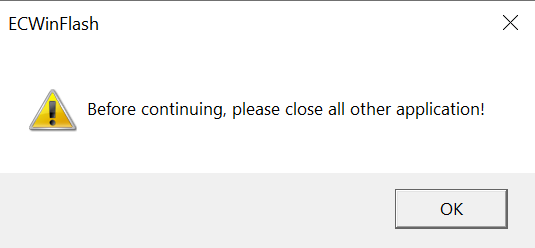 ECWinFlash
Before continuing, please close all other application!
OK